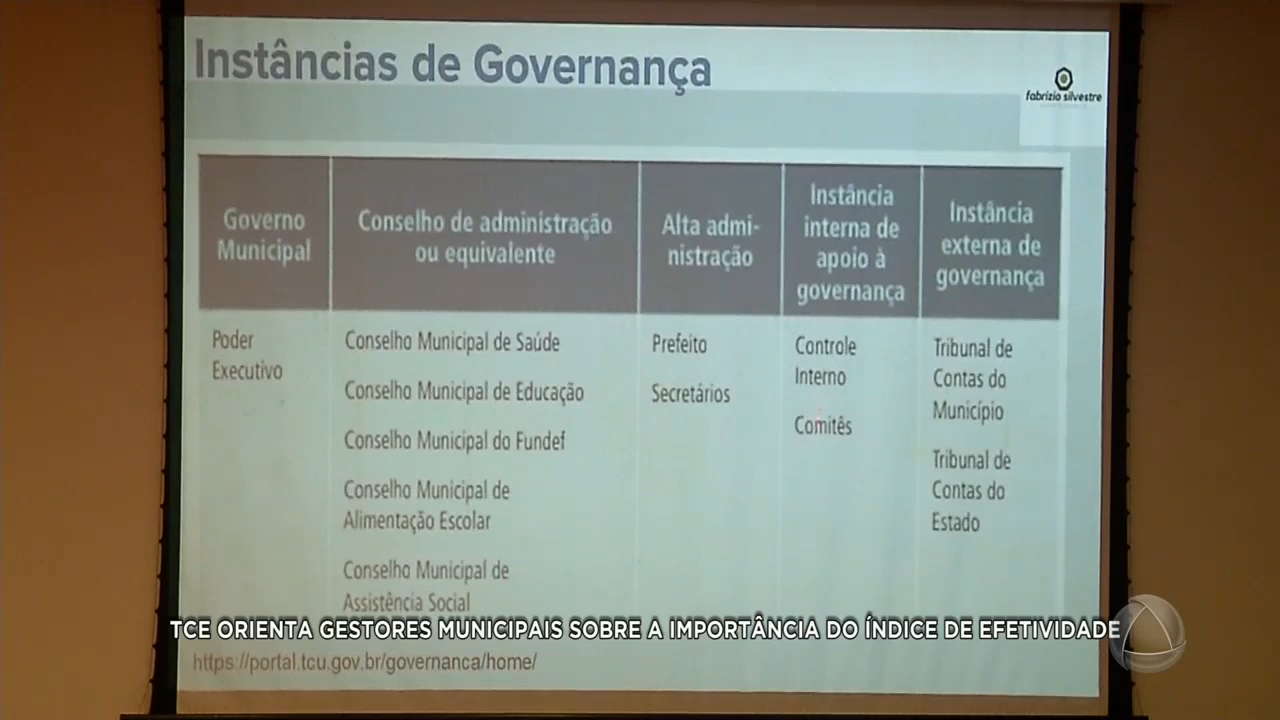 Instâncias de Governança
fabrizio silvestre
Governo
Municipal
Conselho de administração
ou equivalente
Alta admi-
nistração
Instância
interna de
apoio à
governança
Instância
externa de
governança
Poder
Executivo
Conselho Municipal de Saúde
Conselho Municipal de Educação
Conselho Municipal do Fundef
Conselho Municipal de
Alimentação Escolar
Conselho Municipal de
Assistência Social
Prefeito
Secretários
Controle
Interno
Comitês
Tribunal de
Contas do
Município
Tribunal de
Contas do
Estado
TCE ORIENTA GESTORES MUNICIPAIS SOBRE A IMPORTÂNCIA DO ÍNDICE DE EFETIVIDADE
https://portal.tcu.gov.br/governanca/home/